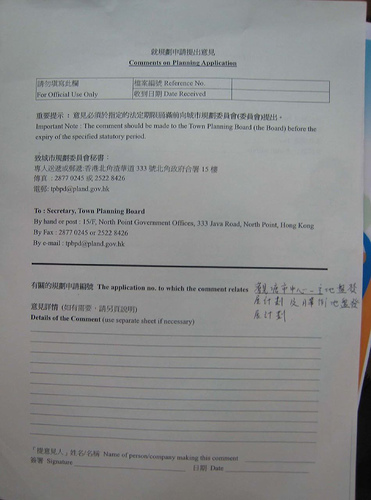 就規劃申請提出意見
Comments on Planning Application
請勿填寫此欄
For Official Use Only
檔案編號 Reference No.
收到日期 Date Received
重要提示：意見必須於指定的法定期限屆滿前向城市規劃委員會(委員會)提出。
Important Note : The comment should be made to the Town Planning Board (the Board) before the
expiry of the specified statutory period.
致城市規劃委員會秘書：
專人送遞或郵遞:香港北角渣華道 333 號北角政府合署 15 樓
傳真：2877 0245 或 2522 8426
電郵: tpbpd@pland.gov.hk
To : Secretary, Town Planning Board
By hand or post : 15/F, North Point Government Offices, 333 Java Road, North Point, Hong Kong
By Fax : 2877 0245 or 2522 8426
By e-mail : tpbpd@pland.gov.hk
有關的規劃申請編號 The application no. to which the comment relates
觀塘市中心－主地盤發
展計劃 及 月華街地盤發
展計劃
意見詳情 (如有需要，請另頁說明)
Details of the Comment (use separate sheet if necessary)
「提意見人」姓名/名稱 Name of person/company making this comment
簽署 Signature
日期 Date